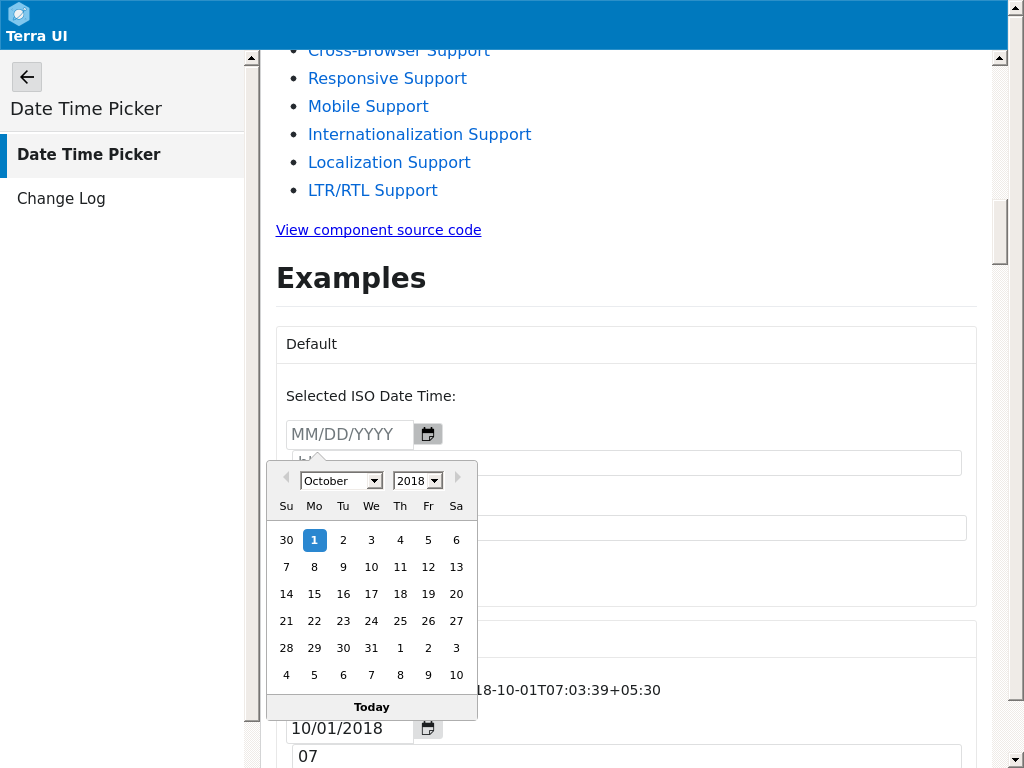 Terra UI
Date Time Picker
Date Time Picker
Change Log
Cross-Browser Support
Responsive Support
Mobile Support
Internationalization Support
Localization Support
LTR/RTL Support
View component source code
Examples
Default
Selected ISO Date Time:
MM/DD/YYYY
October 2018
Su Mo Tu We Th Fr Sa
30 1 2 3 4 5 6
7 8 9 10 11 12 13
14 15 16 17 18 19 20
21 22 23 24 25 26 27
28 29 30 31 1 2 3
4 5 6 7 8 9 10
Today
18-10-01T07:03:39+05:30
10/01/2018
07